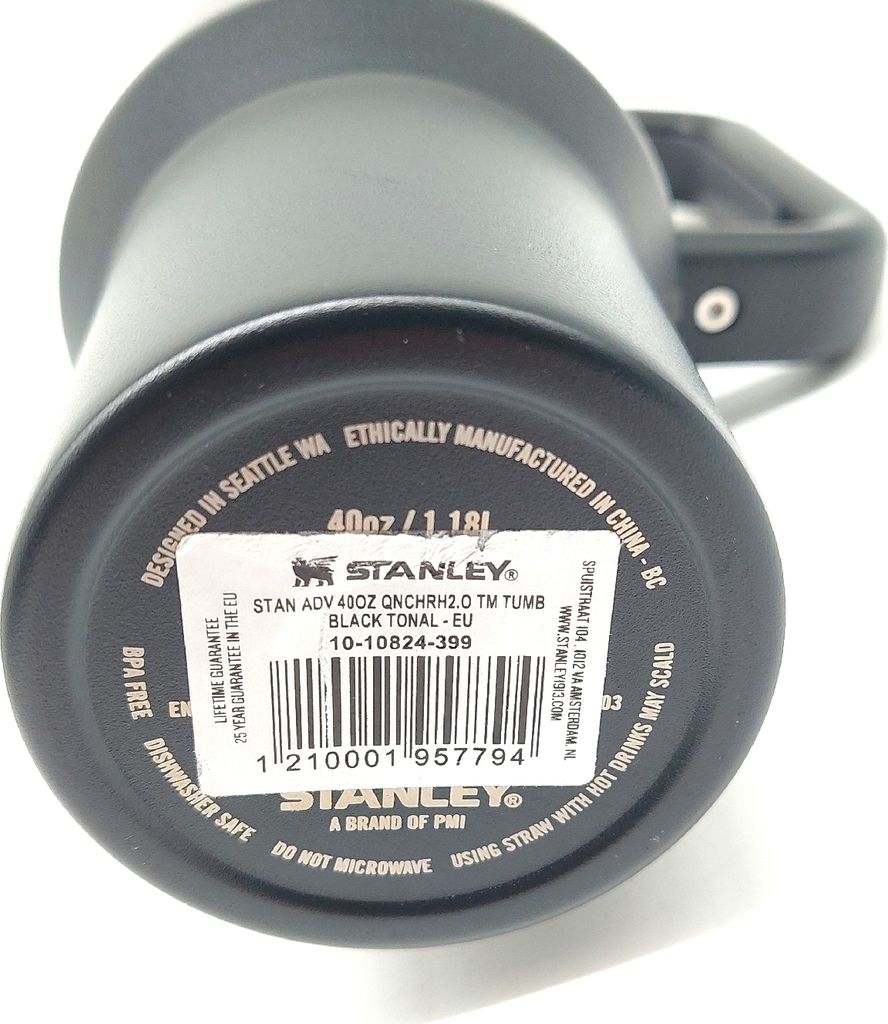 DESIGNED IN SEATTLE WA ETHICALLY MANUFACTURED IN CHINA - BC
40oz / 1.18L
STANLEY®
STAN ADV 40OZ QNCHRH2.O TM TUMB
BLACK TONAL - EU
10-10824-399
1 210001 957794
LIFETIME GUARANTEE
25 YEAR GUARANTEE IN THE EU
SPUISTRAAT 104, 1012 VA AMSTERDAM. NL
WWW.STANLEY1913.COM
EN
03
STANLEY®
A BRAND OF PMI
BPA FREE DISHWASHER SAFE DO NOT MICROWAVE USING STRAW WITH HOT DRINKS MAY SCALD